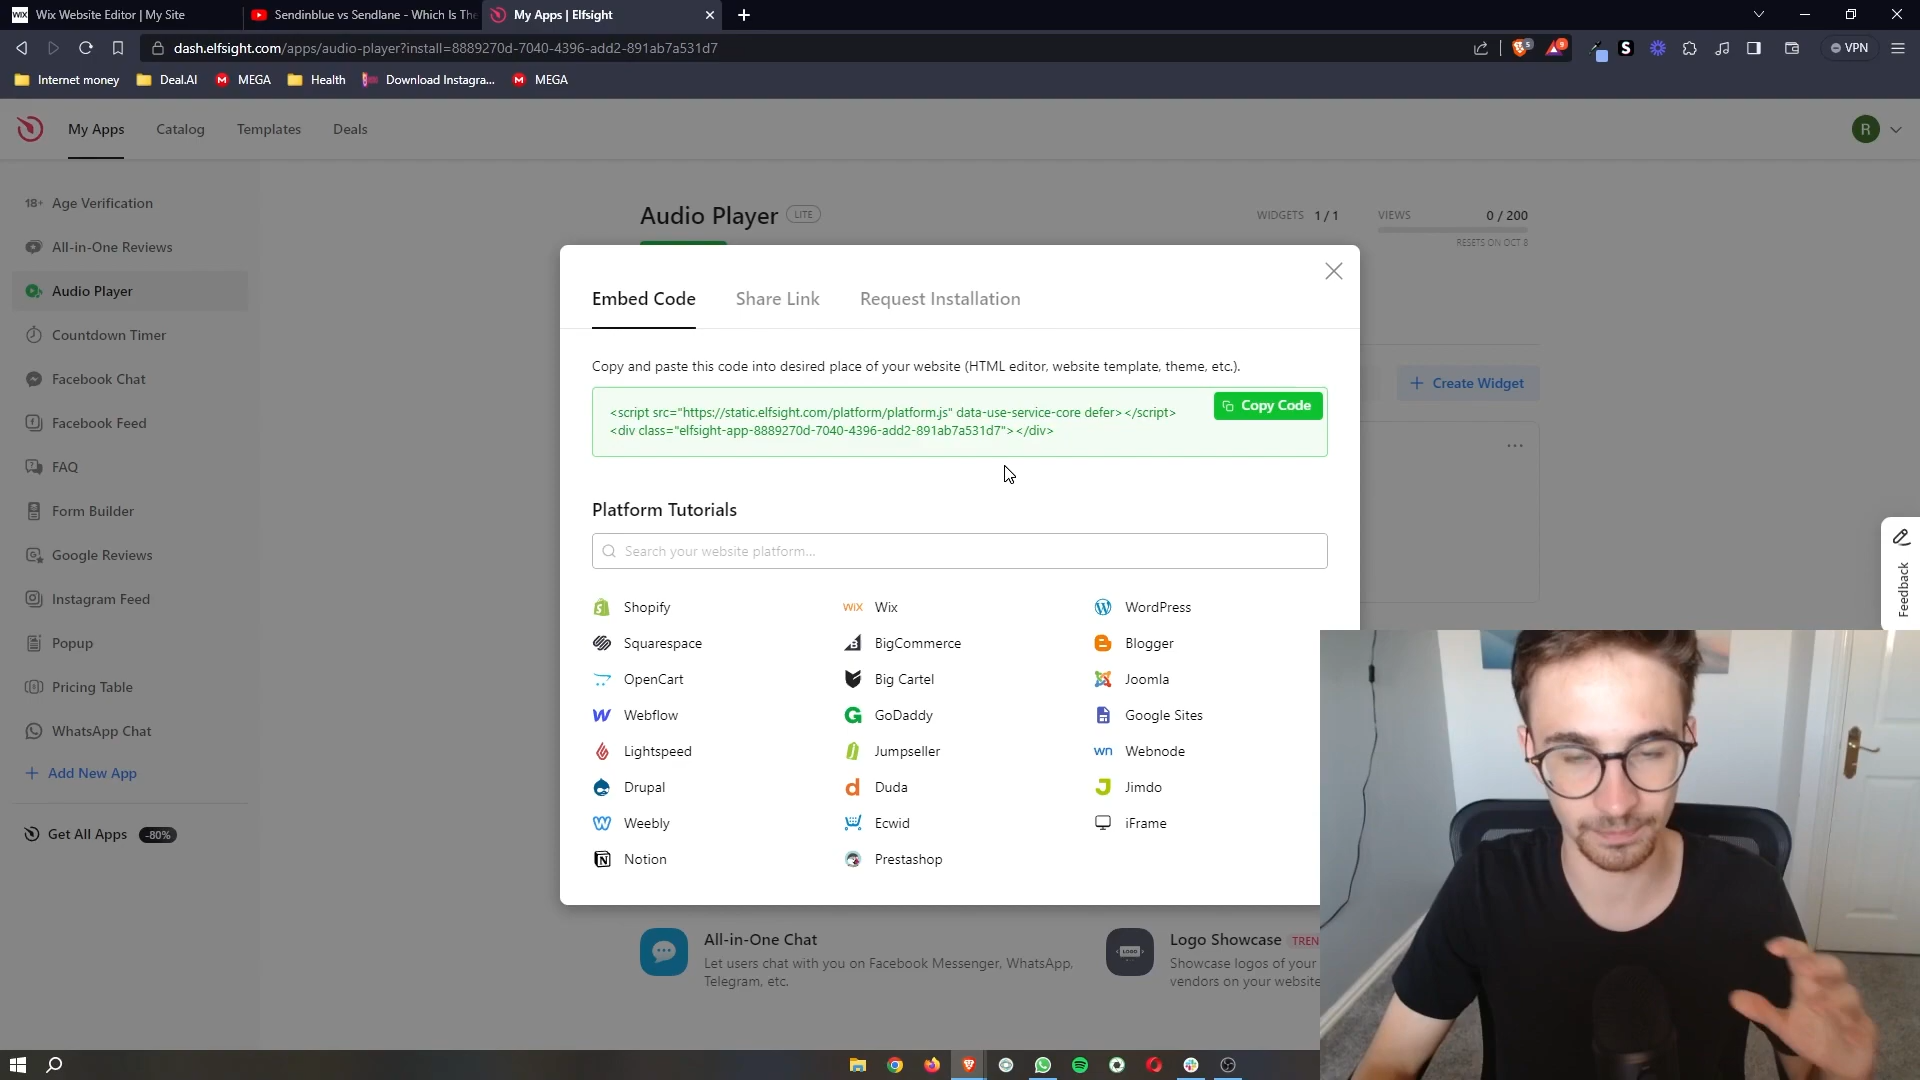 WIX Wix Website Editor | My Site
Sendinblue vs Sendlane - Which Is The
My Apps | Elfsight
dash.elfsight.com/apps/audio-player?install=8889270d-7040-4396-add2-891ab7a531d7
VPN
Internet money
Deal.AI
MEGA
Health
Download Instagra...
MEGA
My Apps
Catalog
Templates
Deals
R
18+ Age Verification
All-in-One Reviews
Audio Player
Countdown Timer
Facebook Chat
Facebook Feed
FAQ
Form Builder
Google Reviews
Instagram Feed
Popup
Pricing Table
WhatsApp Chat
+ Add New App
Get All Apps -80%
Audio Player LITE
WIDGETS 1 / 1
VIEWS 0 / 200
RESETS ON OCT 8
+ Create Widget
Embed Code
Share Link
Request Installation
Copy and paste this code into desired place of your website (HTML editor, website template, theme, etc.).
<script src="https://static.elfsight.com/platform/platform.js" data-use-service-core defer></script>
<div class="elfsight-app-8889270d-7040-4396-add2-891ab7a531d7"></div>
Copy Code
Platform Tutorials
Search your website platform...
Shopify
WiX Wix
WordPress
Squarespace
BigCommerce
Blogger
OpenCart
Big Cartel
Joomla
Webflow
GoDaddy
Google Sites
Lightspeed
Jumpseller
wn Webnode
Drupal
Duda
Jimdo
Weebly
Ecwid
iFrame
Notion
Prestashop
All-in-One Chat
Let users chat with you on Facebook Messenger, WhatsApp,
Telegram, etc.
LOGO
Logo Showcase TREN
Showcase logos of your
vendors on your website
Feedback